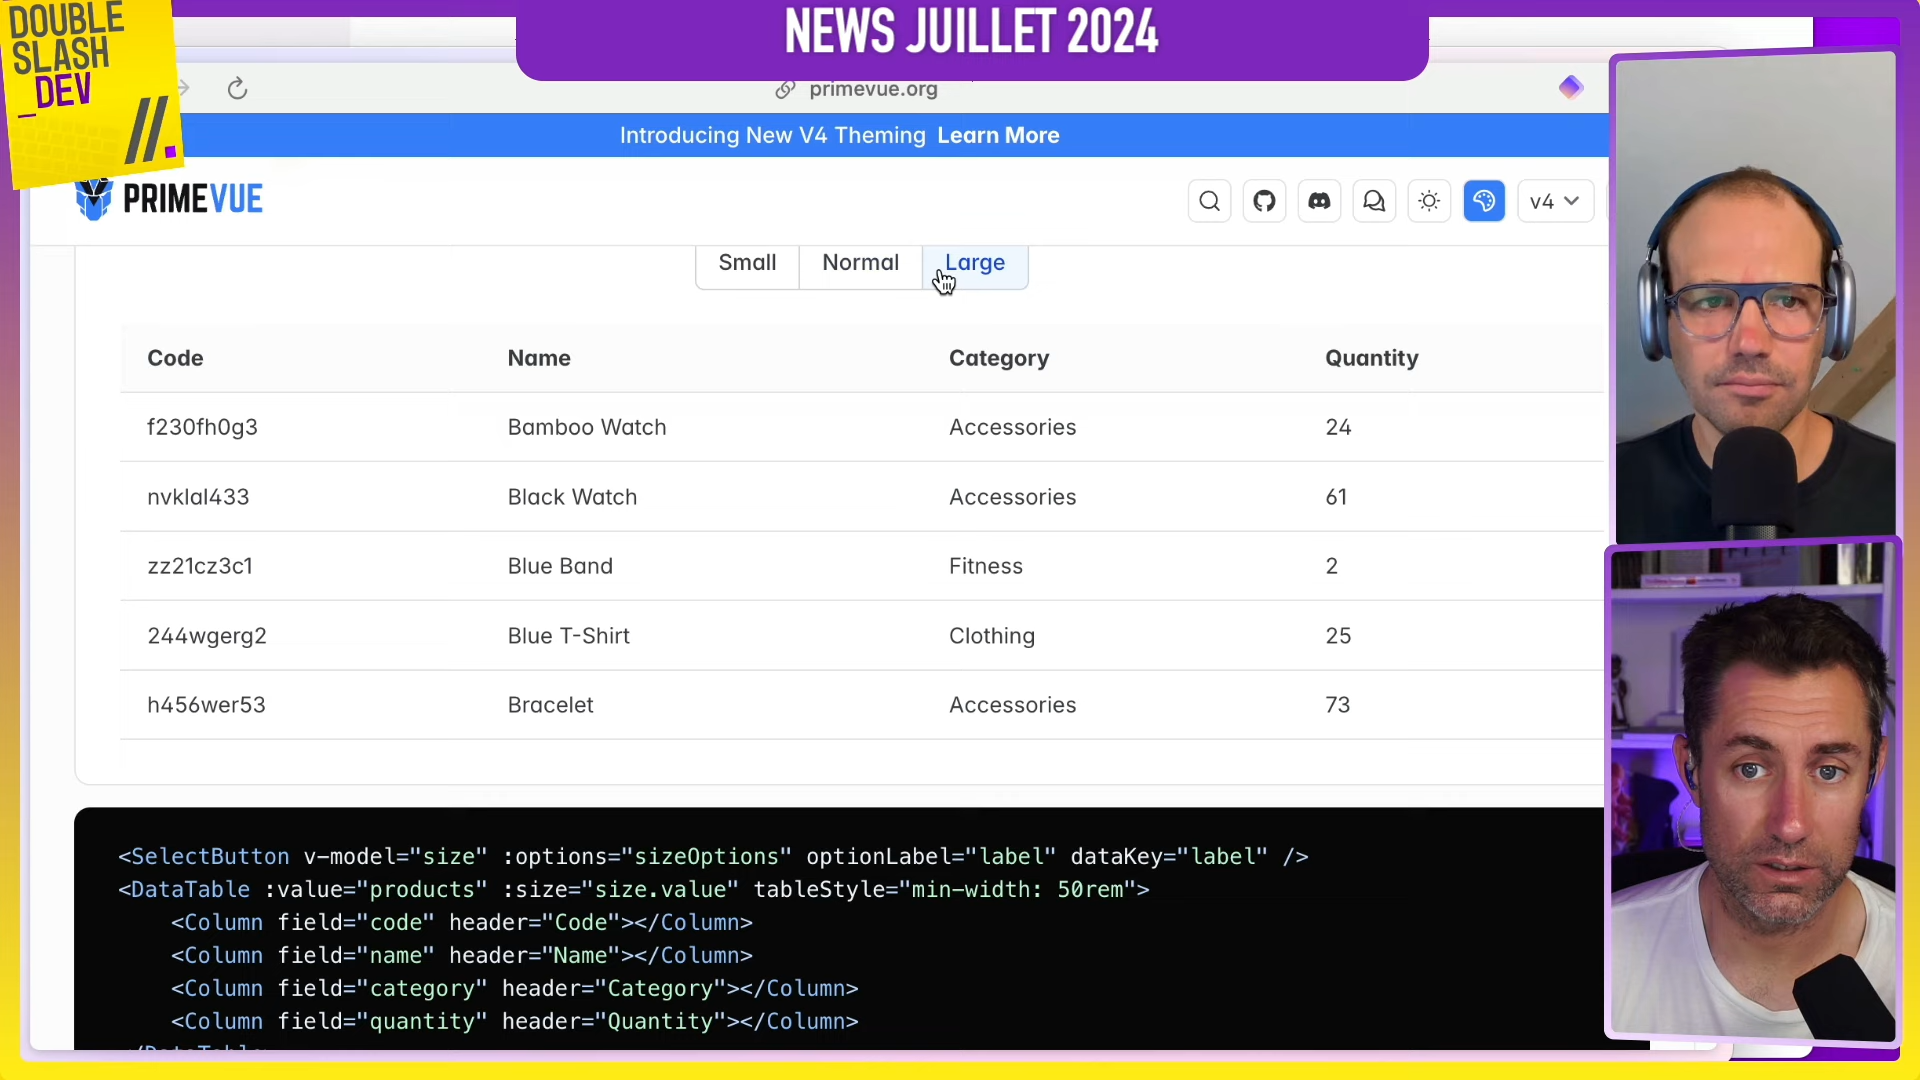 DOUBLE
SLASH
_DEV
//.
NEWS JUILLET 2024
primevue.org
Introducing New V4 Theming Learn More
PRIMEVUE
v4
Small Normal Large
Code Name Category Quantity
f230fh0g3 Bamboo Watch Accessories 24
nvklal433 Black Watch Accessories 61
zz21cz3c1 Blue Band Fitness 2
244wgerg2 Blue T-Shirt Clothing 25
h456wer53 Bracelet Accessories 73
<SelectButton v-model="size" :options="sizeOptions" optionLabel="label" dataKey="label" />
<DataTable :value="products" :size="size.value" tableStyle="min-width: 50rem">
<Column field="code" header="Code"></Column>
<Column field="name" header="Name"></Column>
<Column field="category" header="Category"></Column>
<Column field="quantity" header="Quantity"></Column>